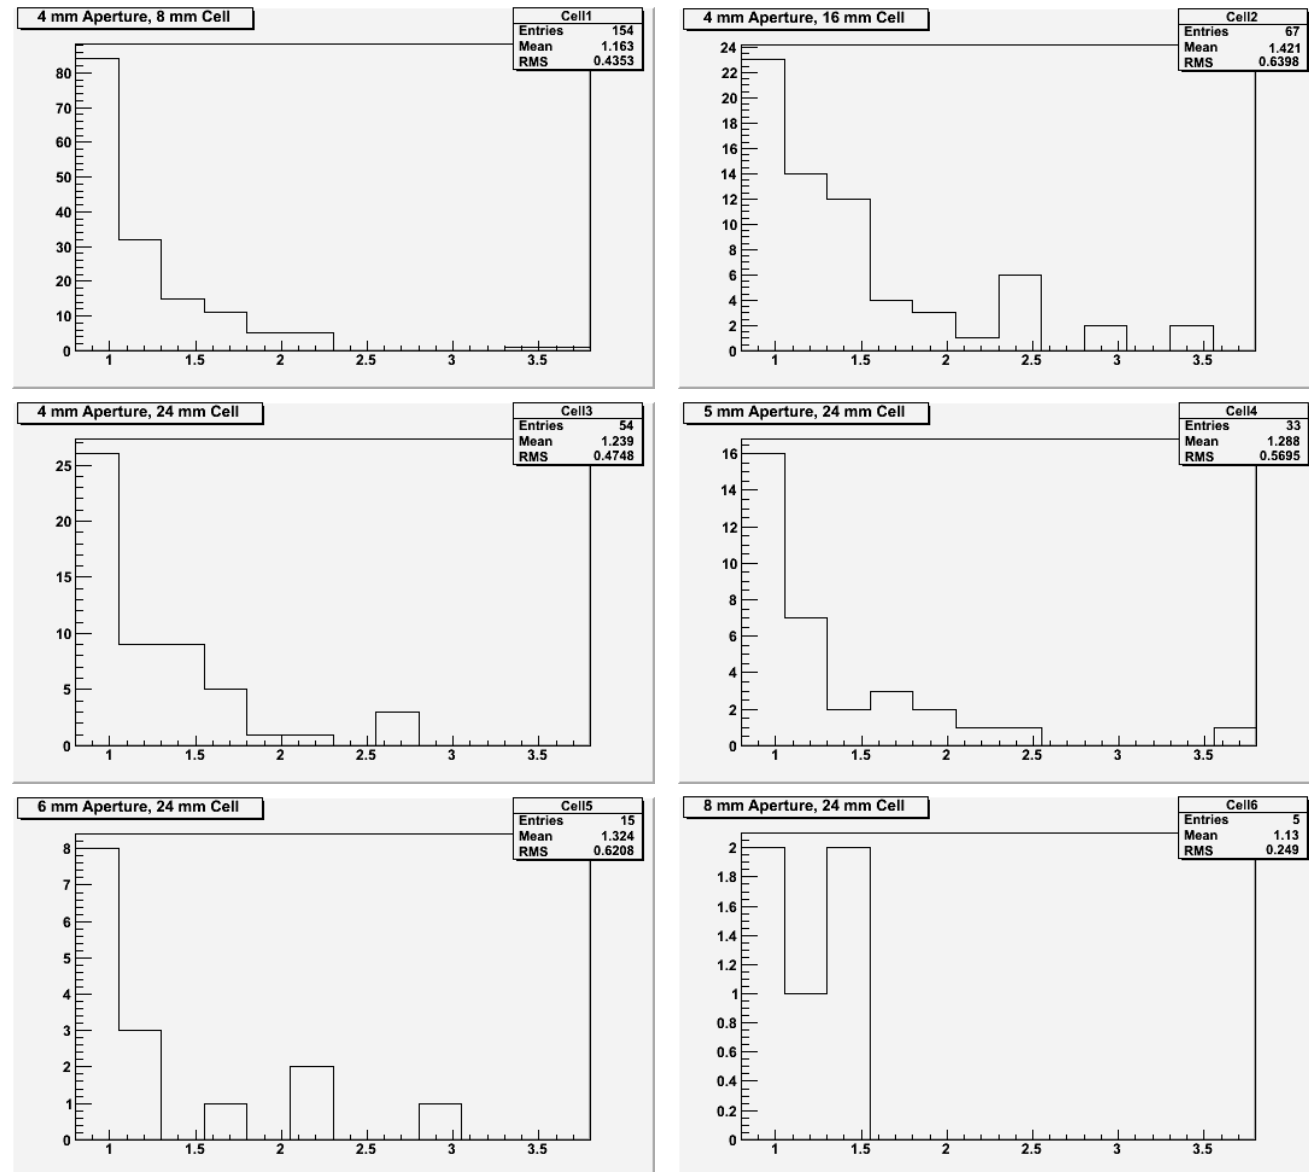 4 mm Aperture, 8 mm Cell
Cell1
Entries 154
Mean 1.163
RMS 0.4353
80
70
60
50
40
30
20
10
0
1 1.5 2 2.5 3 3.5
4 mm Aperture, 16 mm Cell
Cell2
Entries 67
Mean 1.421
RMS 0.6398
24
22
20
18
16
14
12
10
8
6
4
2
0
1 1.5 2 2.5 3 3.5
4 mm Aperture, 24 mm Cell
Cell3
Entries 54
Mean 1.239
RMS 0.4748
25
20
15
10
5
0
1 1.5 2 2.5 3 3.5
5 mm Aperture, 24 mm Cell
Cell4
Entries 33
Mean 1.288
RMS 0.5695
16
14
12
10
8
6
4
2
0
1 1.5 2 2.5 3 3.5
6 mm Aperture, 24 mm Cell
Cell5
Entries 15
Mean 1.324
RMS 0.6208
8
7
6
5
4
3
2
1
0
1 1.5 2 2.5 3 3.5
8 mm Aperture, 24 mm Cell
Cell6
Entries 5
Mean 1.13
RMS 0.249
2
1.8
1.6
1.4
1.2
1
0.8
0.6
0.4
0.2
0
1 1.5 2 2.5 3 3.5